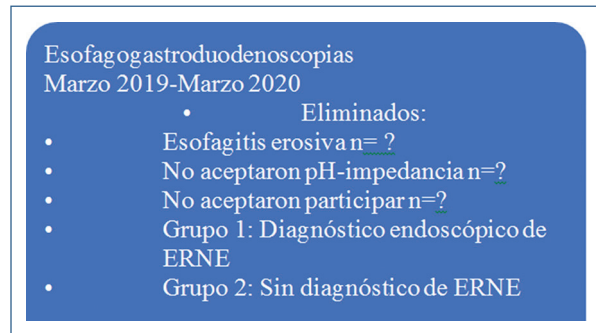 Esofagogastroduodenoscopias
Marzo 2019-Marzo 2020
• Eliminados:
• Esofagitis erosiva n= ?
• No aceptaron pH-impedancia n=?
• No aceptaron participar n=?
• Grupo 1: Diagnóstico endoscópico de
ERNE
• Grupo 2: Sin diagnóstico de ERNE